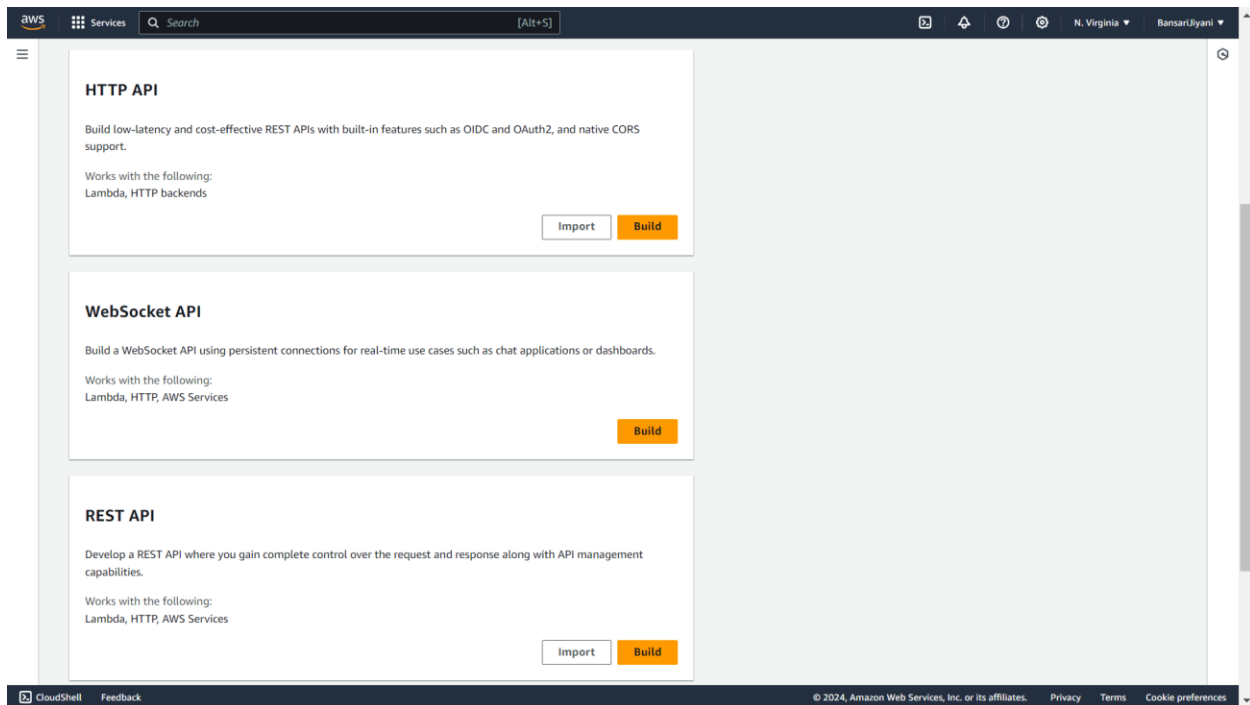 aws Services Search [Alt+S] N. Virginia ▼ BansariJiyani ▼
HTTP API
Build low-latency and cost-effective REST APIs with built-in features such as OIDC and OAuth2, and native CORS
support.
Works with the following:
Lambda, HTTP backends
Import Build
WebSocket API
Build a WebSocket API using persistent connections for real-time use cases such as chat applications or dashboards.
Works with the following:
Lambda, HTTP, AWS Services
Build
REST API
Develop a REST API where you gain complete control over the request and response along with API management
capabilities.
Works with the following:
Lambda, HTTP, AWS Services
Import Build
CloudShell Feedback © 2024, Amazon Web Services, Inc. or its affiliates. Privacy Terms Cookie preferences